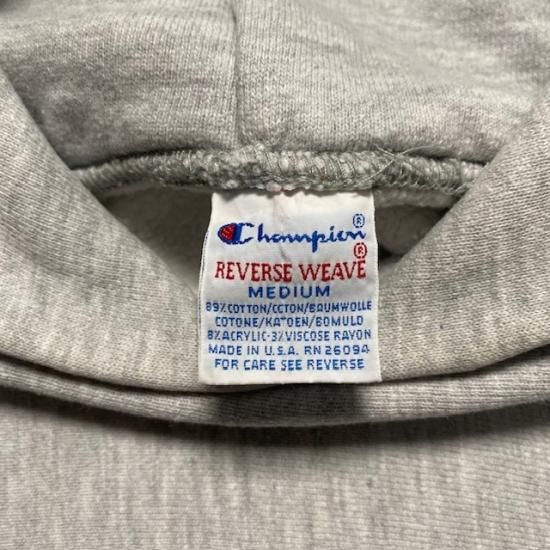 Champion®
REVERSE WEAVE®
MEDIUM
89% COTTON/CCTON/BAUMWOLLE
COTONE/KATOEN/BOMULD
8% ACRYLIC-3% VISCOSE RAYON
MADE IN U.S.A. RN 26094
FOR CARE SEE REVERSE